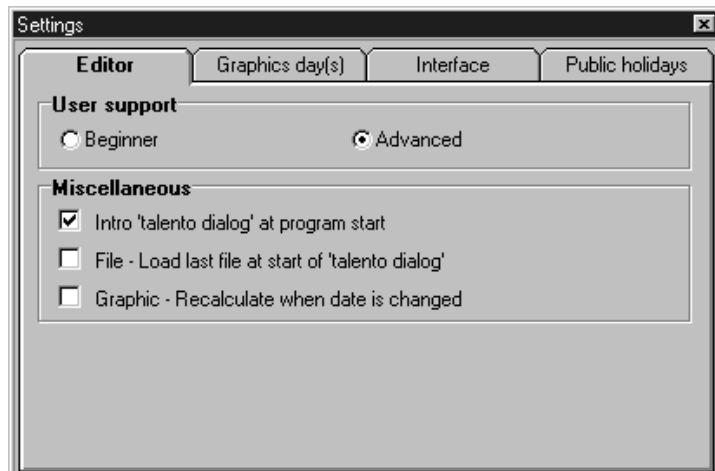 Settings
Editor Graphics day(s) Interface Public holidays
User support
Beginner Advanced
Miscellaneous
Intro 'talento dialog' at program start
File - Load last file at start of 'talento dialog'
Graphic - Recalculate when date is changed